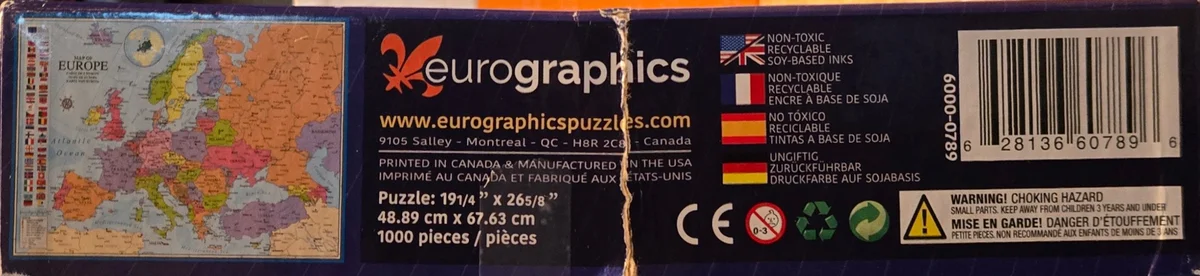 MAP OF
EUROPE
Atlantic
Ocean
eurographics
www.eurographicspuzzles.com
9105 Salley - Montreal - QC - H8R 2C8 - Canada
PRINTED IN CANADA & MANUFACTURED IN THE USA
IMPRIMÉ AU CANADA ET FABRIQUÉ AUX ÉTATS-UNIS
Puzzle: 19 1/4 " x 26 5/8 "
48.89 cm x 67.63 cm
1000 pieces / pièces
NON-TOXIC
RECYCLABLE
SOY-BASED INKS
NON-TOXIQUE
RECYCLABLE
ENCRE À BASE DE SOJA
NO TÓXICO
RECICLABLE
TINTAS A BASE DE SOJA
UNGIFTIG
ZURÜCKFÜHRBAR
DRUCKFARBE AUF SOJABASIS
CE
0-3
6000-0789
6 28136 60789 6
WARNING! CHOKING HAZARD
SMALL PARTS. KEEP AWAY FROM CHILDREN 3 YEARS AND UNDER
MISE EN GARDE! DANGER D'ÉTOUFFEMENT
PETITE PIECES. NON RECOMMANDÉ AUX ENFANTS DE MOINS DE 3 ANS